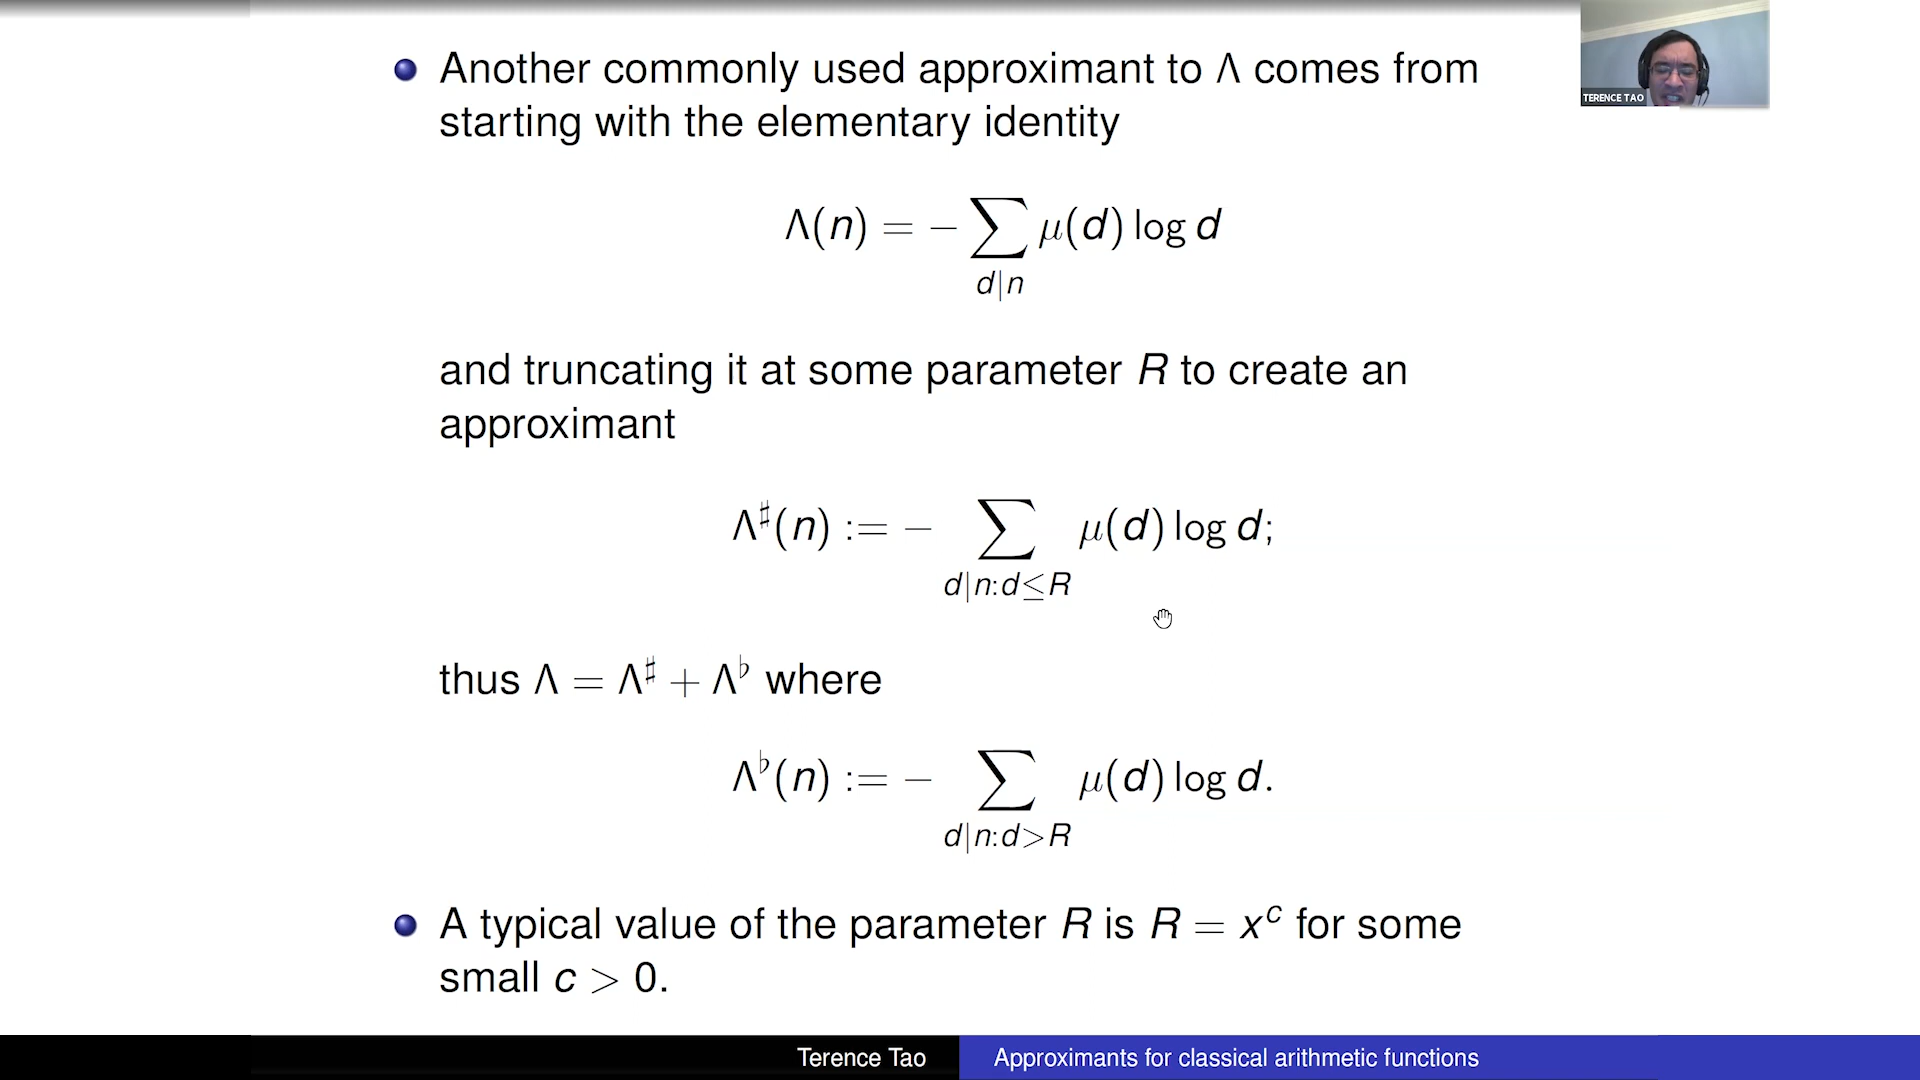 Another commonly used approximant to Λ comes from
starting with the elementary identity
Λ(n) = − ∑ μ(d) log d
d|n
and truncating it at some parameter R to create an
approximant
Λ♯(n) := − ∑ μ(d) log d;
d|n:d≤R
thus Λ = Λ♯ + Λ♭ where
Λ♭(n) := − ∑ μ(d) log d.
d|n:d>R
A typical value of the parameter R is R = x^c for some
small c > 0.
TERENCE TAO
Terence Tao
Approximants for classical arithmetic functions